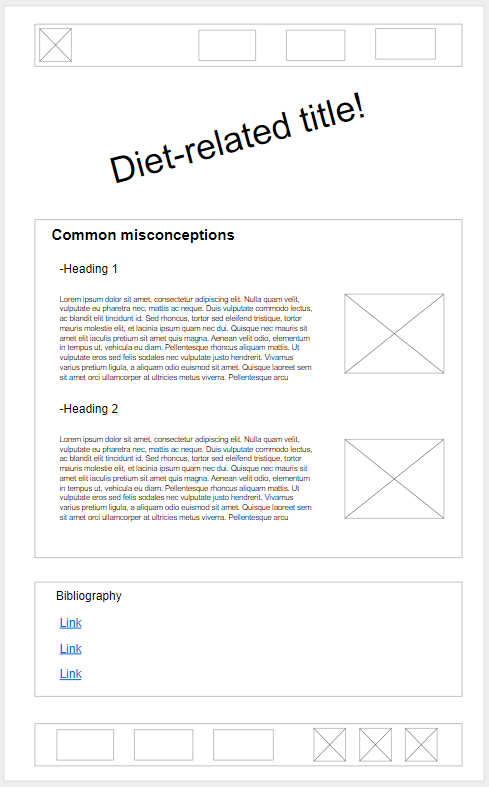 Diet-related title!
Common misconceptions
-Heading 1
Lorem ipsum dolor sit amet, consectetur adipiscing elit. Nulla quam velit,
vulputate eu pharetra nec, mattis ac neque. Duis vulputate commodo lectus,
ac blandit elit tincidunt id. Sed rhoncus, tortor sed eleifend tristique, tortor
mauris molestie elit, et lacinia ipsum quam nec dui. Quisque nec mauris sit
amet elit iaculis pretium sit amet quis magna. Aenean velit odio, elementum
in tempus ut, vehicula eu diam. Pellentesque rhoncus aliquam mattis. Ut
vulputate eros sed felis sodales nec vulputate justo hendrerit. Vivamus
varius pretium ligula, a aliquam odio euismod sit amet. Quisque laoreet sem
sit amet orci ullamcorper at ultricies metus viverra. Pellentesque arcu
-Heading 2
Lorem ipsum dolor sit amet, consectetur adipiscing elit. Nulla quam velit,
vulputate eu pharetra nec, mattis ac neque. Duis vulputate commodo lectus,
ac blandit elit tincidunt id. Sed rhoncus, tortor sed eleifend tristique, tortor
mauris molestie elit, et lacinia ipsum quam nec dui. Quisque nec mauris sit
amet elit iaculis pretium sit amet quis magna. Aenean velit odio, elementum
in tempus ut, vehicula eu diam. Pellentesque rhoncus aliquam mattis. Ut
vulputate eros sed felis sodales nec vulputate justo hendrerit. Vivamus
varius pretium ligula, a aliquam odio euismod sit amet. Quisque laoreet sem
sit amet orci ullamcorper at ultricies metus viverra. Pellentesque arcu
Bibliography
Link
Link
Link